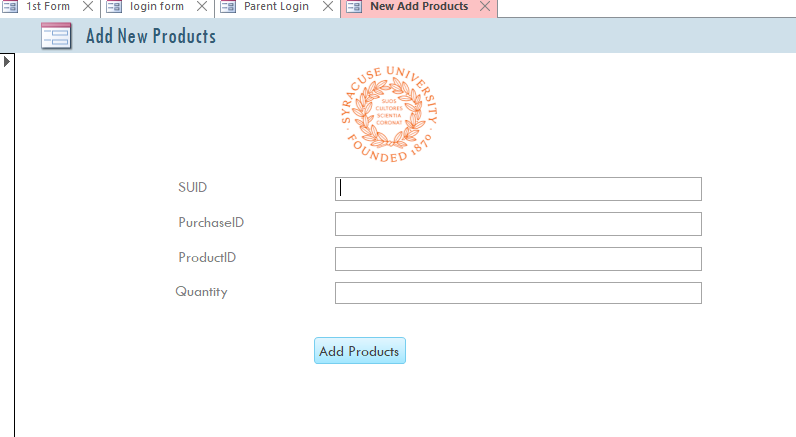 1st Form login form Parent Login New Add Products
Add New Products
SYRACUSE UNIVERSITY
SUOS
CULTORES
SCIENTIA
CORONAT
FOUNDED 1870
SUID
PurchaseID
ProductID
Quantity
Add Products